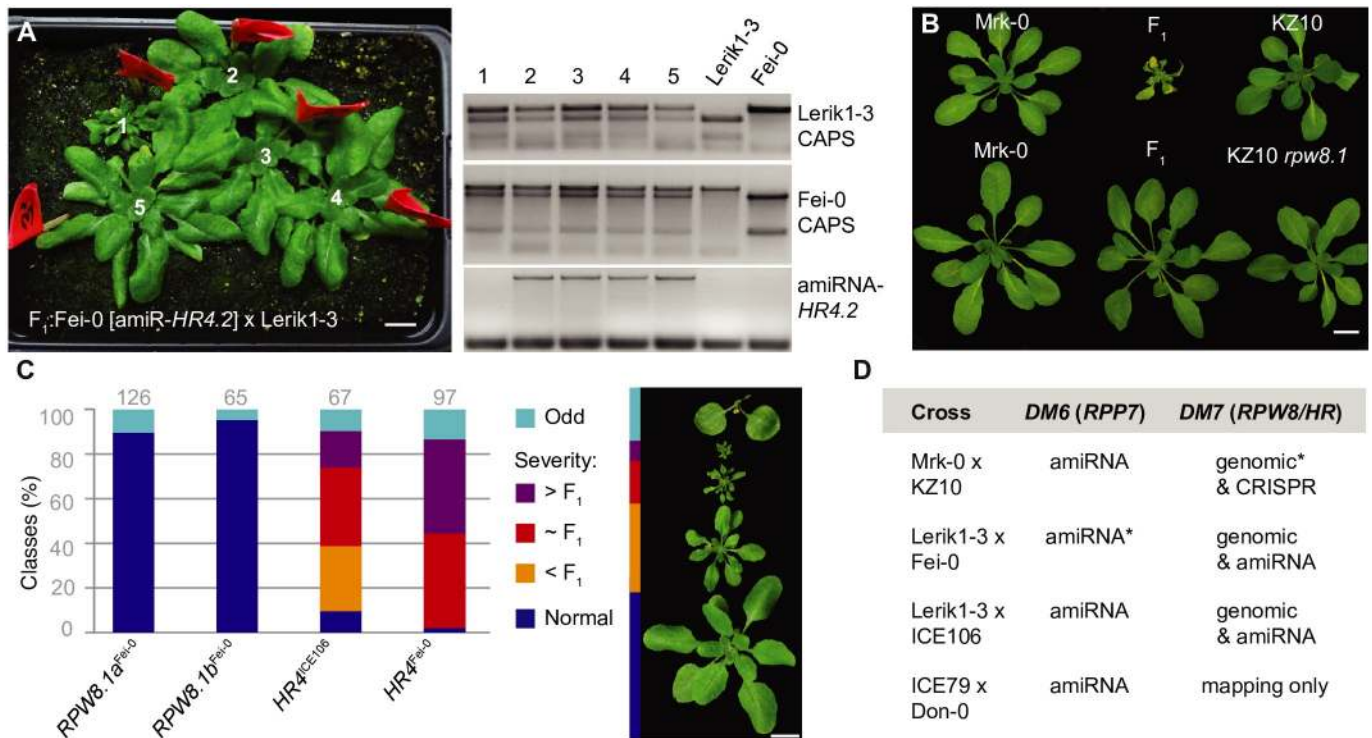 A
1
2
3
4
5
F1:Fei-0 [amiR-HR4.2] x Lerik1-3
1 2 3 4 5 Lerik1-3 Fei-0
Lerik1-3
CAPS
Fei-0
CAPS
amiRNA-
HR4.2
B
Mrk-0 F1 KZ10
Mrk-0 F1 KZ10 rpw8.1
C
126 65 67 97
100
80
60
40
20
0
Classes (%)
RPW8.1a^Fei-0
RPW8.1b^Fei-0
HR4^ICE106
HR4^Fei-0
Odd
Severity:
> F1
~ F1
< F1
Normal
D
Cross DM6 (RPP7) DM7 (RPW8/HR)
Mrk-0 x amiRNA genomic*
KZ10 & CRISPR
Lerik1-3 x amiRNA* genomic
Fei-0 & amiRNA
Lerik1-3 x amiRNA genomic
ICE106 & amiRNA
ICE79 x amiRNA mapping only
Don-0